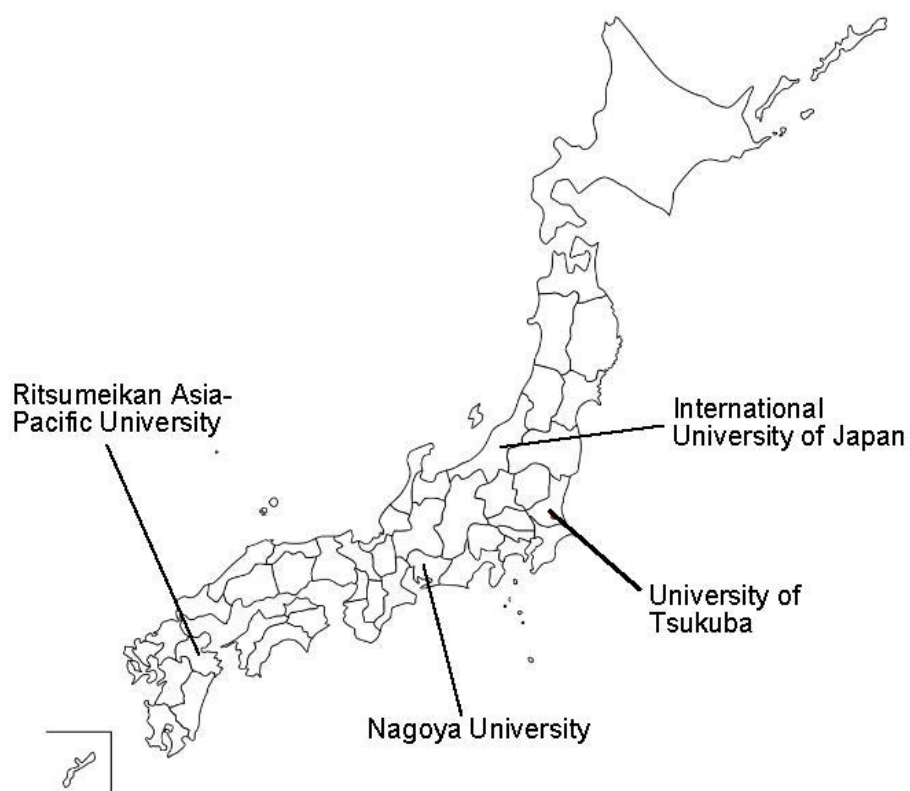 Ritsumeikan Asia-
Pacific University
International
University of Japan
University of
Tsukuba
Nagoya University